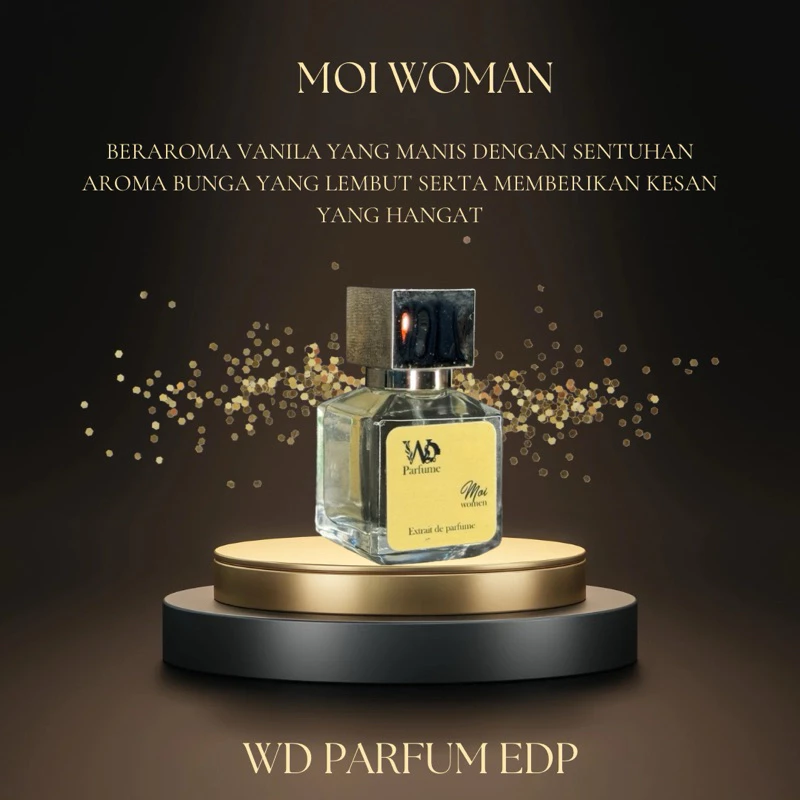 MOI WOMAN
BERAROMA VANILA YANG MANIS DENGAN SENTUHAN
AROMA BUNGA YANG LEMBUT SERTA MEMBERIKAN KESAN
YANG HANGAT
WD
Parfume
Moi
women
Extrait de parfume
WD PARFUM EDP